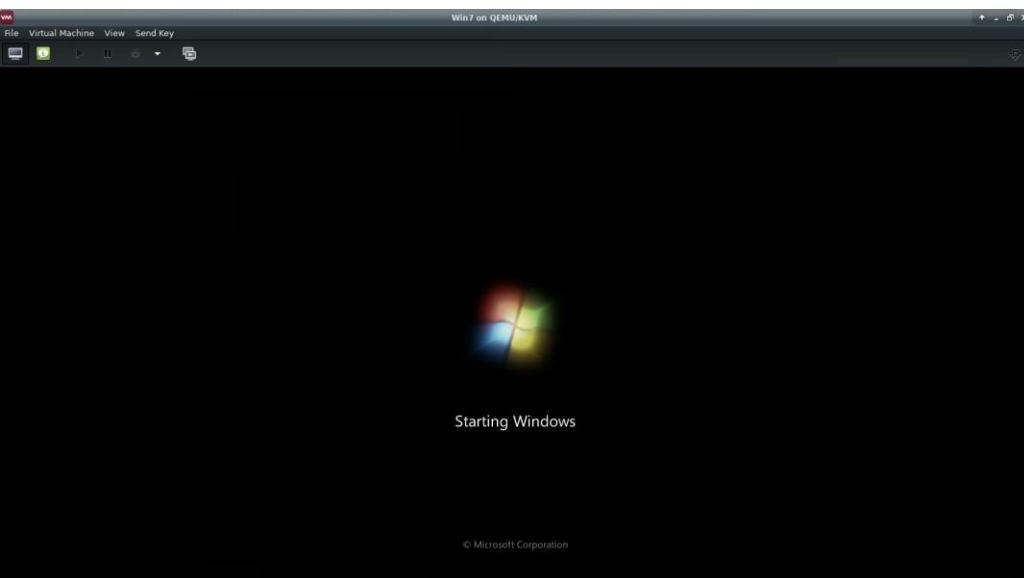 Win7 on QEMU/KVM
File Virtual Machine View Send Key
Starting Windows
© Microsoft Corporation